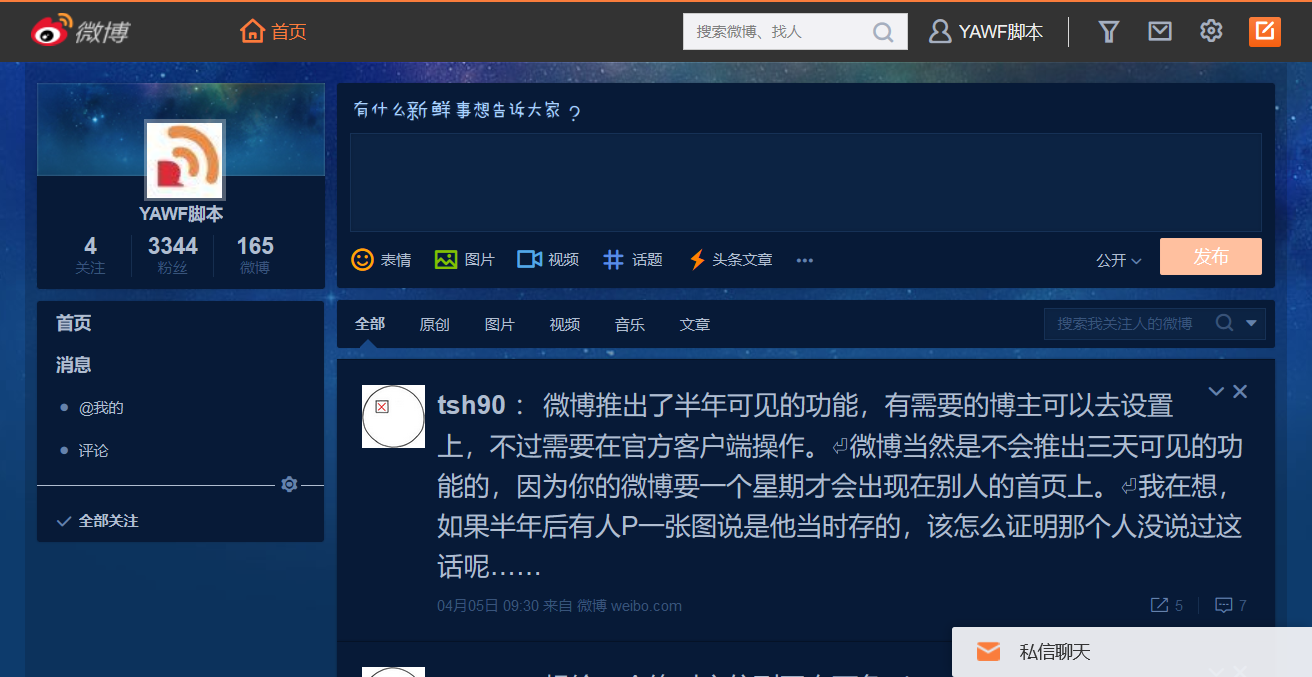 微博
首页
搜索微博、找人
YAWF脚本
YAWF脚本
4
3344
165
关注
粉丝
微博
首页
消息
@我的
评论
全部关注
有什么新鲜事想告诉大家?
表情
图片
视频
话题
头条文章
公开
发布
全部
原创
图片
视频
音乐
文章
搜索我关注人的微博
tsh90 : 微博推出了半年可见的功能，有需要的博主可以去设置
上，不过需要在官方客户端操作。⏎微博当然是不会推出三天可见的功
能的，因为你的微博要一个星期才会出现在别人的首页上。⏎我在想，
如果半年后有人P一张图说是他当时存的，该怎么证明那个人没说过这
话呢……
04月05日 09:30 来自 微博 weibo.com
5
7
私信聊天